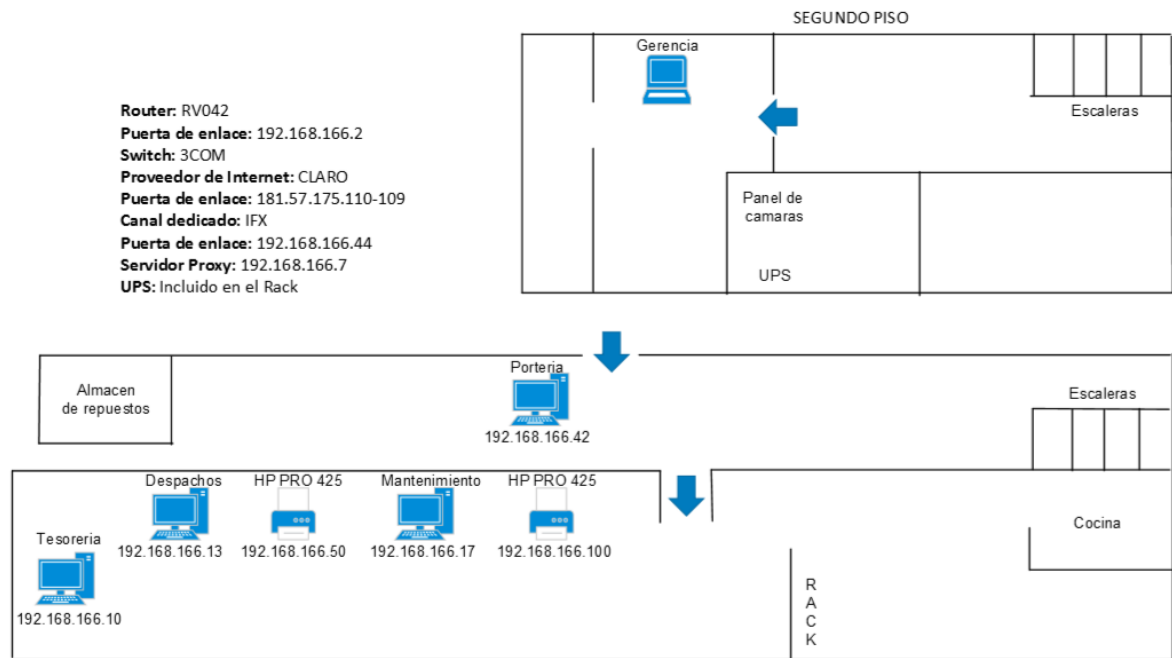 SEGUNDO PISO
Gerencia
Escaleras
Router: RV042
Puerta de enlace: 192.168.166.2
Switch: 3COM
Proveedor de Internet: CLARO
Puerta de enlace: 181.57.175.110-109
Canal dedicado: IFX
Puerta de enlace: 192.168.166.44
Servidor Proxy: 192.168.166.7
UPS: Incluido en el Rack
Panel de
camaras
UPS
Almacen
de repuestos
Porteria
192.168.166.42
Escaleras
Despachos
192.168.166.13
HP PRO 425
192.168.166.50
Mantenimiento
192.168.166.17
HP PRO 425
192.168.166.100
Tesoreria
192.168.166.10
Cocina
R
A
C
K